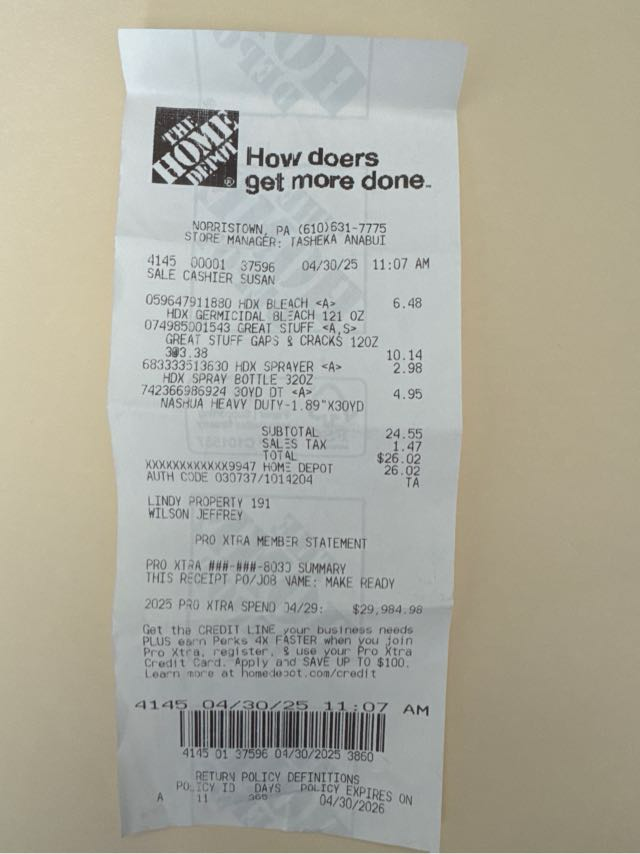 THE
HOME
DEPOT
How doers
get more done.
NORRISTOWN, PA (610)631-7775
STORE MANAGER: TASHEKA ANABUI
4145 00001 37596 04/30/25 11:07 AM
SALE CASHIER SUSAN
059647911880 HDX BLEACH <A> 6.48
HDX GERMICIDAL BLEACH 121 OZ
074985001543 GREAT STUFF <A,S>
GREAT STUFF GAPS & CRACKS 12OZ
3@3.38 10.14
683333513630 HDX SPRAYER <A> 2.98
HDX SPRAY BOTTLE 32OZ
742366986924 30YD DT <A> 4.95
NASHUA HEAVY DUTY-1.89"X30YD
SUBTOTAL 24.55
SALES TAX 1.47
TOTAL $26.02
XXXXXXXXXXXX9947 HOME DEPOT 26.02
AUTH CODE 030737/1014204 TA
LINDY PROPERTY 191
WILSON JEFFREY
PRO XTRA MEMBER STATEMENT
PRO XTRA ###-###-8030 SUMMARY
THIS RECEIPT PO/JOB NAME: MAKE READY
2025 PRO XTRA SPEND 04/29: $29,984.98
Get the CREDIT LINE your business needs
PLUS earn Perks 4X FASTER when you join
Pro Xtra, register, & use your Pro Xtra
Credit Card. Apply and SAVE UP TO $100.
Learn more at homedepot.com/credit
4145 04/30/25 11:07 AM
4145 01 37596 04/30/2025 3860
RETURN POLICY DEFINITIONS
POLICY ID DAYS POLICY EXPIRES ON
A 11 365 04/30/2026